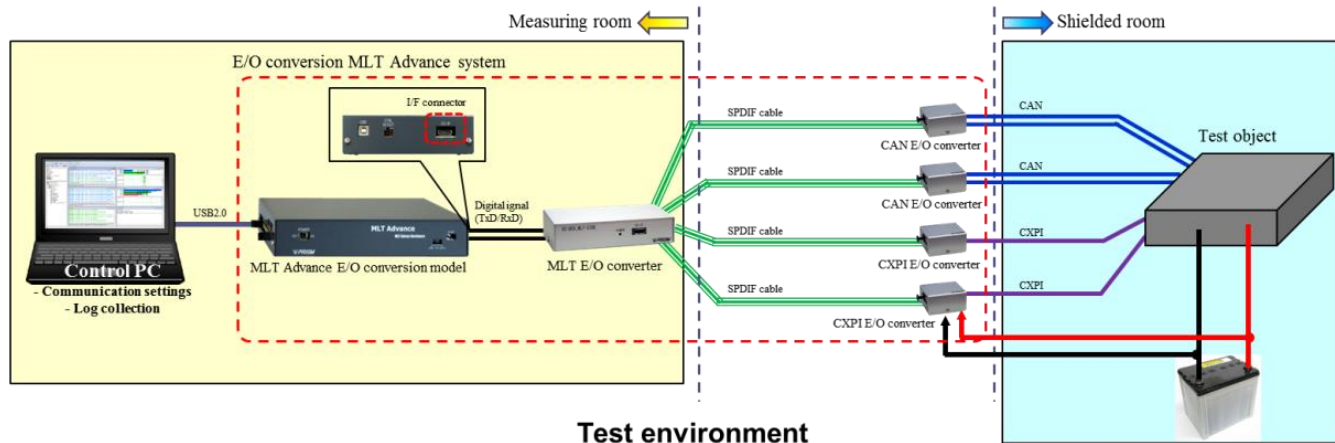 Measuring room
Shielded room
E/O conversion MLT Advance system
I/F connector
SPDIF cable
CAN
CAN E/O converter
Test object
SPDIF cable
CAN
CAN E/O converter
USB2.0
Digital signal
(TxD/RxD)
MLT Advance
SPDIF cable
CXPI
CXPI E/O converter
Control PC
- Communication settings
- Log collection
MLT Advance E/O conversion model
MLT E/O converter
SPDIF cable
CXPI
CXPI E/O converter
Test environment